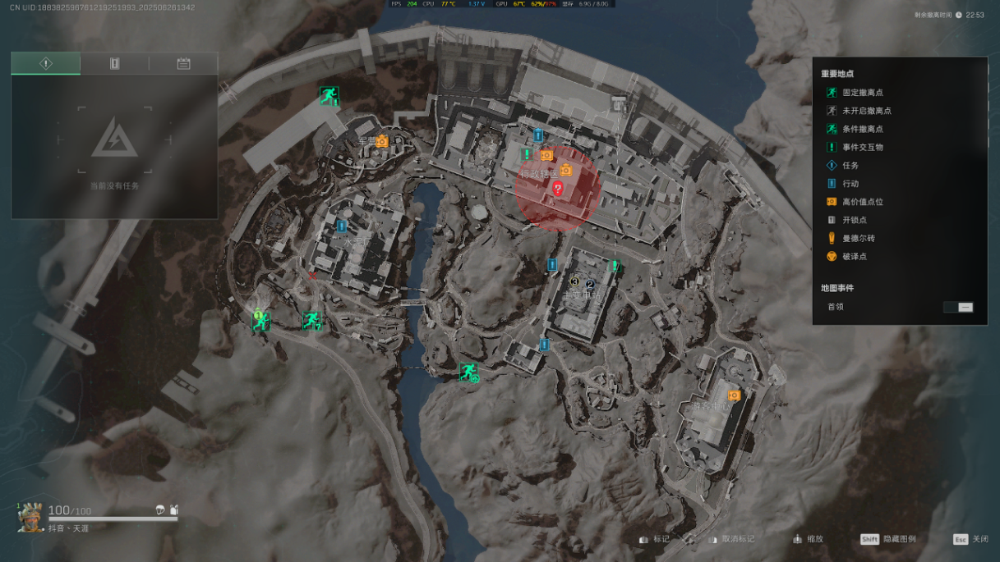 CN UID 188382598761219251993_202508261342
FPS 204 CPU 77 ℃ 1.37 V GPU 67℃ 62%/97% 显存 6.9G / 8.0G
剩余撤离时间 22:53
当前没有任务
军营
行政辖区
水泥厂
主变电站
游客中心
1
3
2
?
重要地点
固定撤离点
未开启撤离点
条件撤离点
事件交互物
任务
行动
高价值点位
开锁点
曼德尔砖
破译点
地图事件
首领
1
100/100
抖音丶天涯
标记
取消标记
缩放
Shift 隐藏图例
Esc 关闭